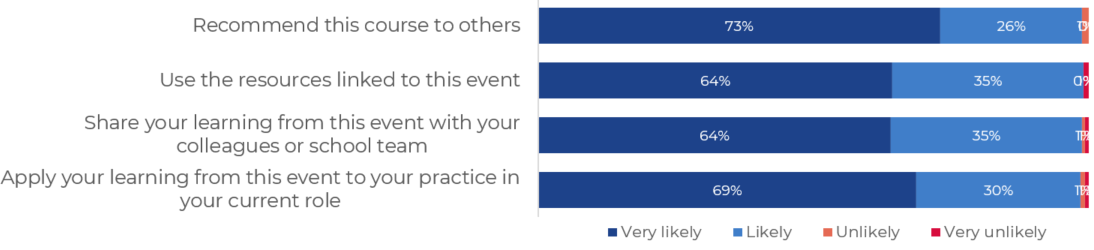 Recommend this course to others
73% 26%
Use the resources linked to this event
64% 35%
Share your learning from this event with your
colleagues or school team
64% 35%
Apply your learning from this event to your practice in
your current role
69% 30%
Very likely Likely Unlikely Very unlikely